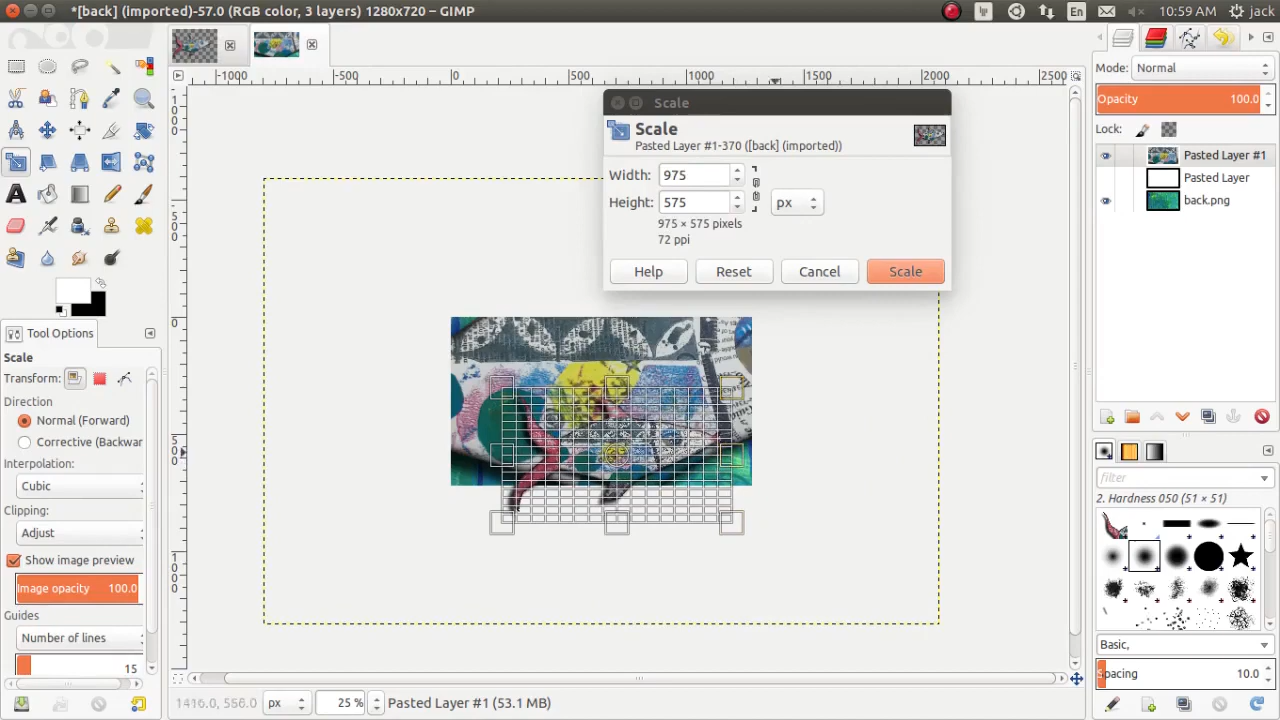 *[back] (imported)-57.0 (RGB color, 3 layers) 1280x720 – GIMP
En
10:59 AM
jack
-1000
-500
0
500
1000
1500
2000
2500
Mode:
Normal
Opacity
100.0
Lock:
Pasted Layer #1
Pasted Layer
back.png
Scale
Scale
Pasted Layer #1-370 ([back] (imported))
Width:
975
Height:
575
px
975 × 575 pixels
72 ppi
Help
Reset
Cancel
Scale
Tool Options
Scale
Transform:
Direction
Normal (Forward)
Corrective (Backwar
Interpolation:
Cubic
Clipping:
Adjust
Show image preview
Image opacity
100.0
Guides
Number of lines
15
filter
2. Hardness 050 (51 × 51)
Basic,
Spacing
10.0
1416.0, 556.0
px
25 %
Pasted Layer #1 (53.1 MB)